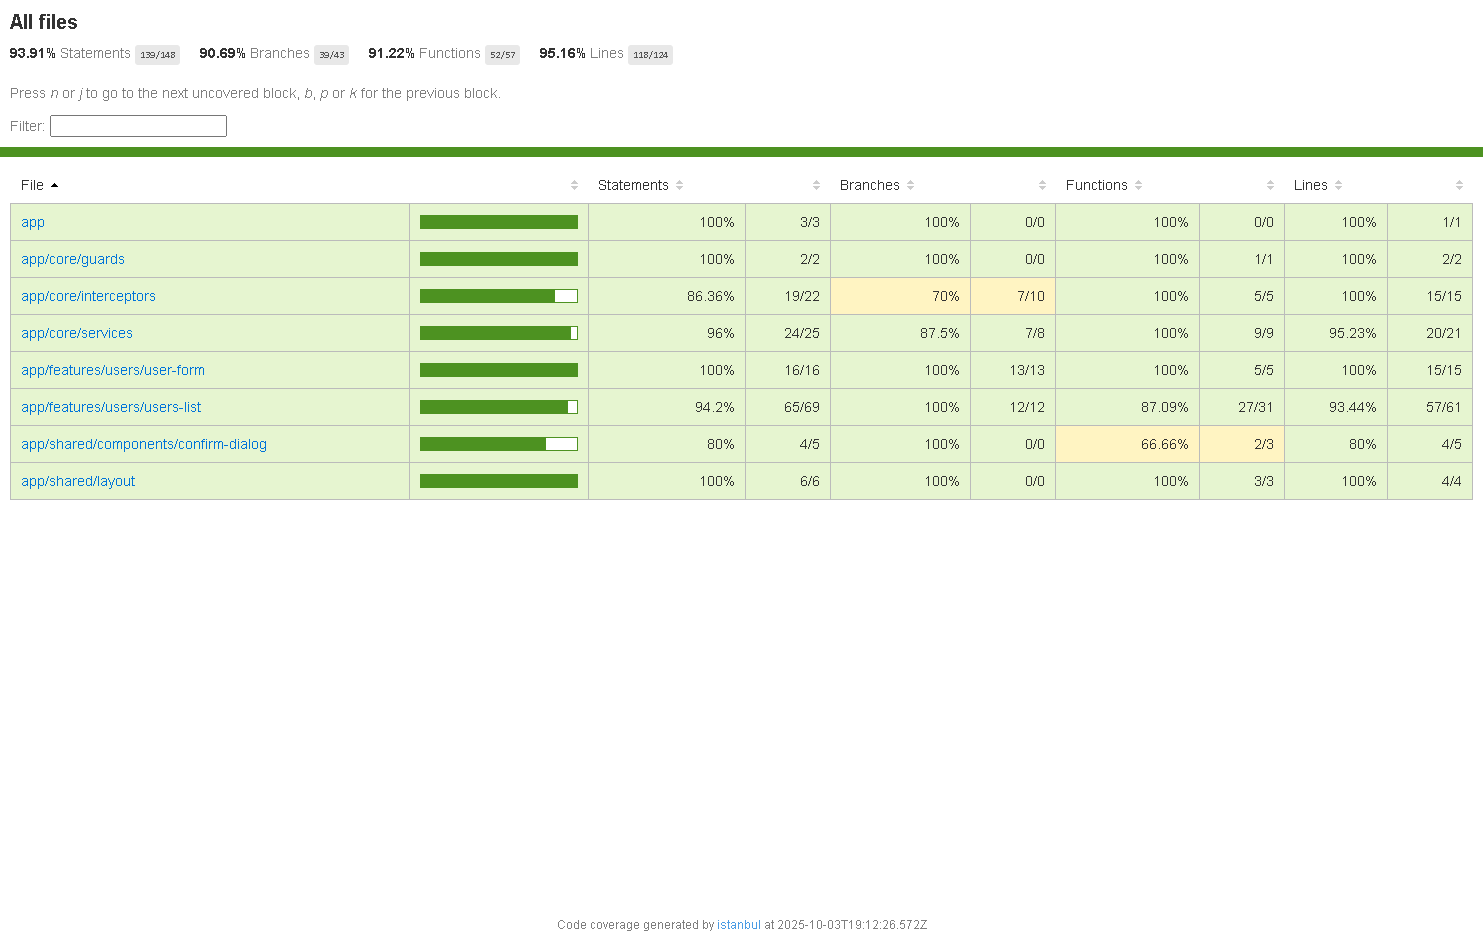 All files
93.91% Statements 139/148 90.69% Branches 39/43 91.22% Functions 52/57 95.16% Lines 118/124
Press n or j to go to the next uncovered block, b, p or k for the previous block.
Filter:
File Statements Branches Functions Lines
app 100% 3/3 100% 0/0 100% 0/0 100% 1/1
app/core/guards 100% 2/2 100% 0/0 100% 1/1 100% 2/2
app/core/interceptors 86.36% 19/22 70% 7/10 100% 5/5 100% 15/15
app/core/services 96% 24/25 87.5% 7/8 100% 9/9 95.23% 20/21
app/features/users/user-form 100% 16/16 100% 13/13 100% 5/5 100% 15/15
app/features/users/users-list 94.2% 65/69 100% 12/12 87.09% 27/31 93.44% 57/61
app/shared/components/confirm-dialog 80% 4/5 100% 0/0 66.66% 2/3 80% 4/5
app/shared/layout 100% 6/6 100% 0/0 100% 3/3 100% 4/4
Code coverage generated by istanbul at 2025-10-03T19:12:26.572Z